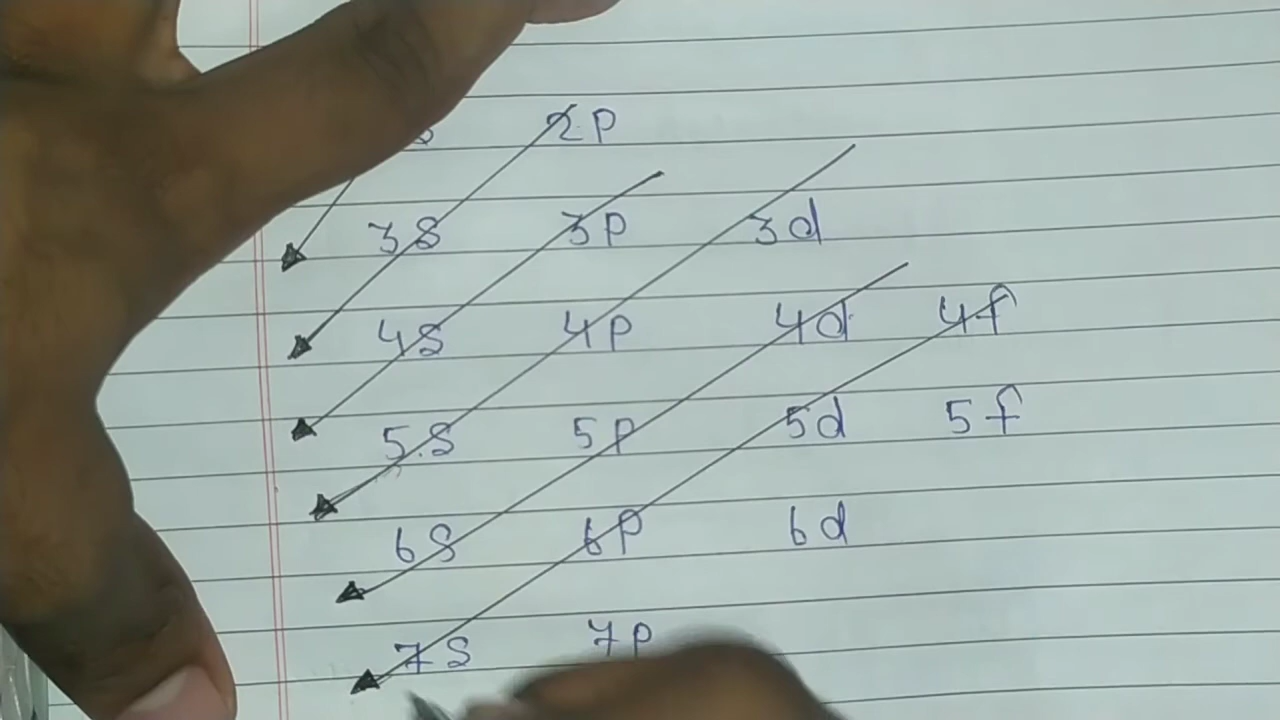 s 2p
3s 3p 3d
4s 4p 4d 4f
5s 5p 5d 5f
6s 6p 6d
7s 7p